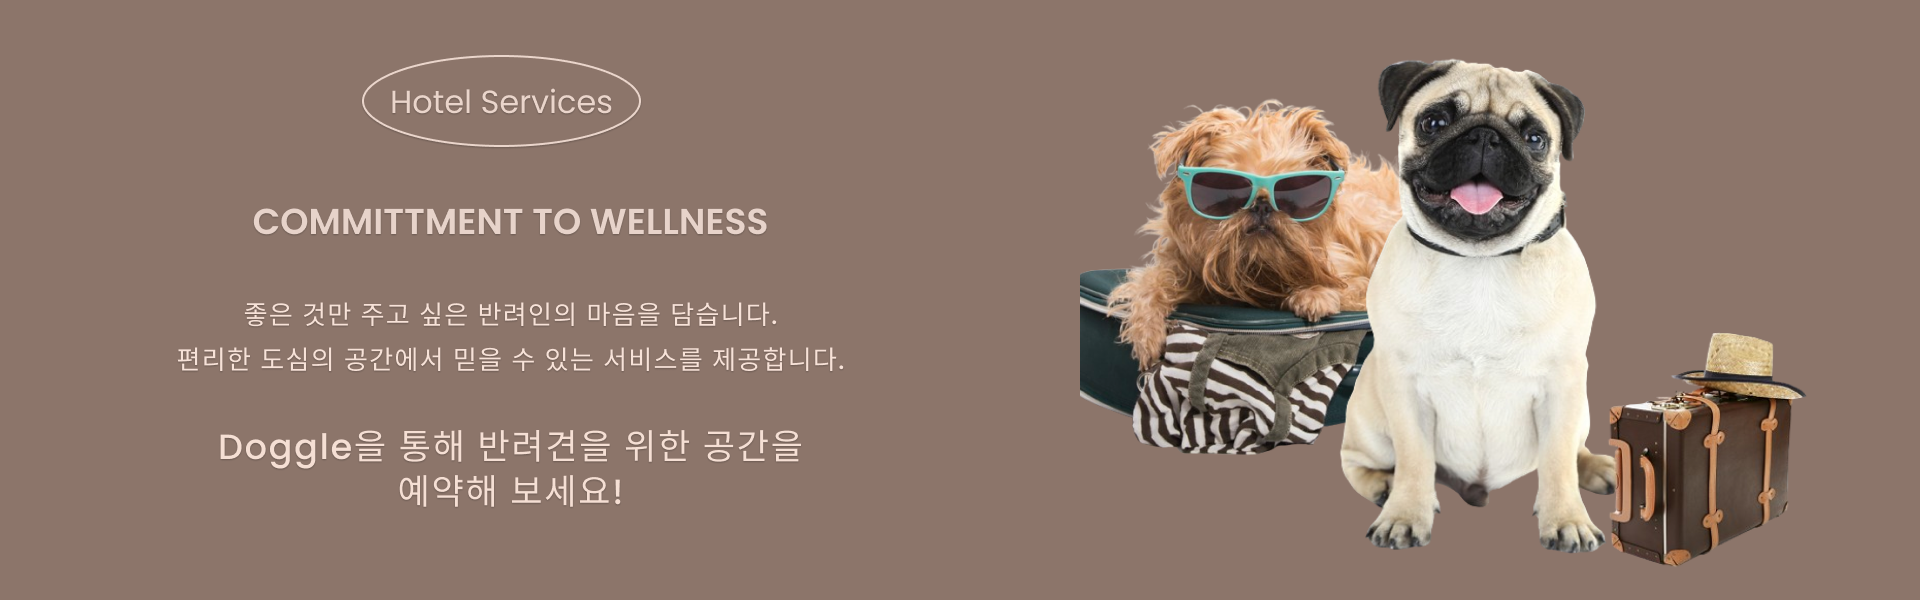 Hotel Services
COMMITTMENT TO WELLNESS
좋은 것만 주고 싶은 반려인의 마음을 담습니다.
편리한 도심의 공간에서 믿을 수 있는 서비스를 제공합니다.
Doggle을 통해 반려견을 위한 공간을
예약해 보세요!